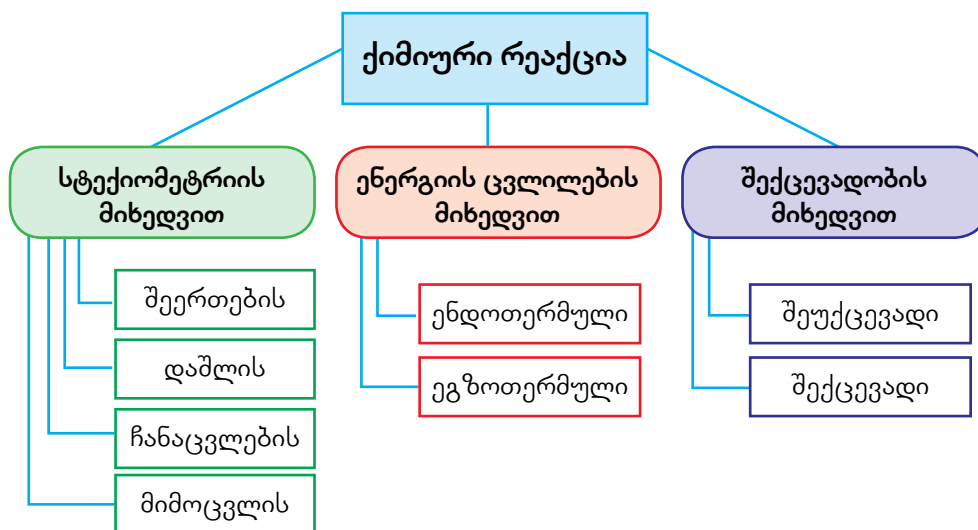 ქიმიური რეაქცია
სტექიომეტრიის
მიხედვით
შეერთების
დაშლის
ჩანაცვლების
მიმოცვლის
ენერგიის ცვლილების
მიხედვით
ენდოთერმული
ეგზოთერმული
შექცევადობის
მიხედვით
შეუქცევადი
შექცევადი